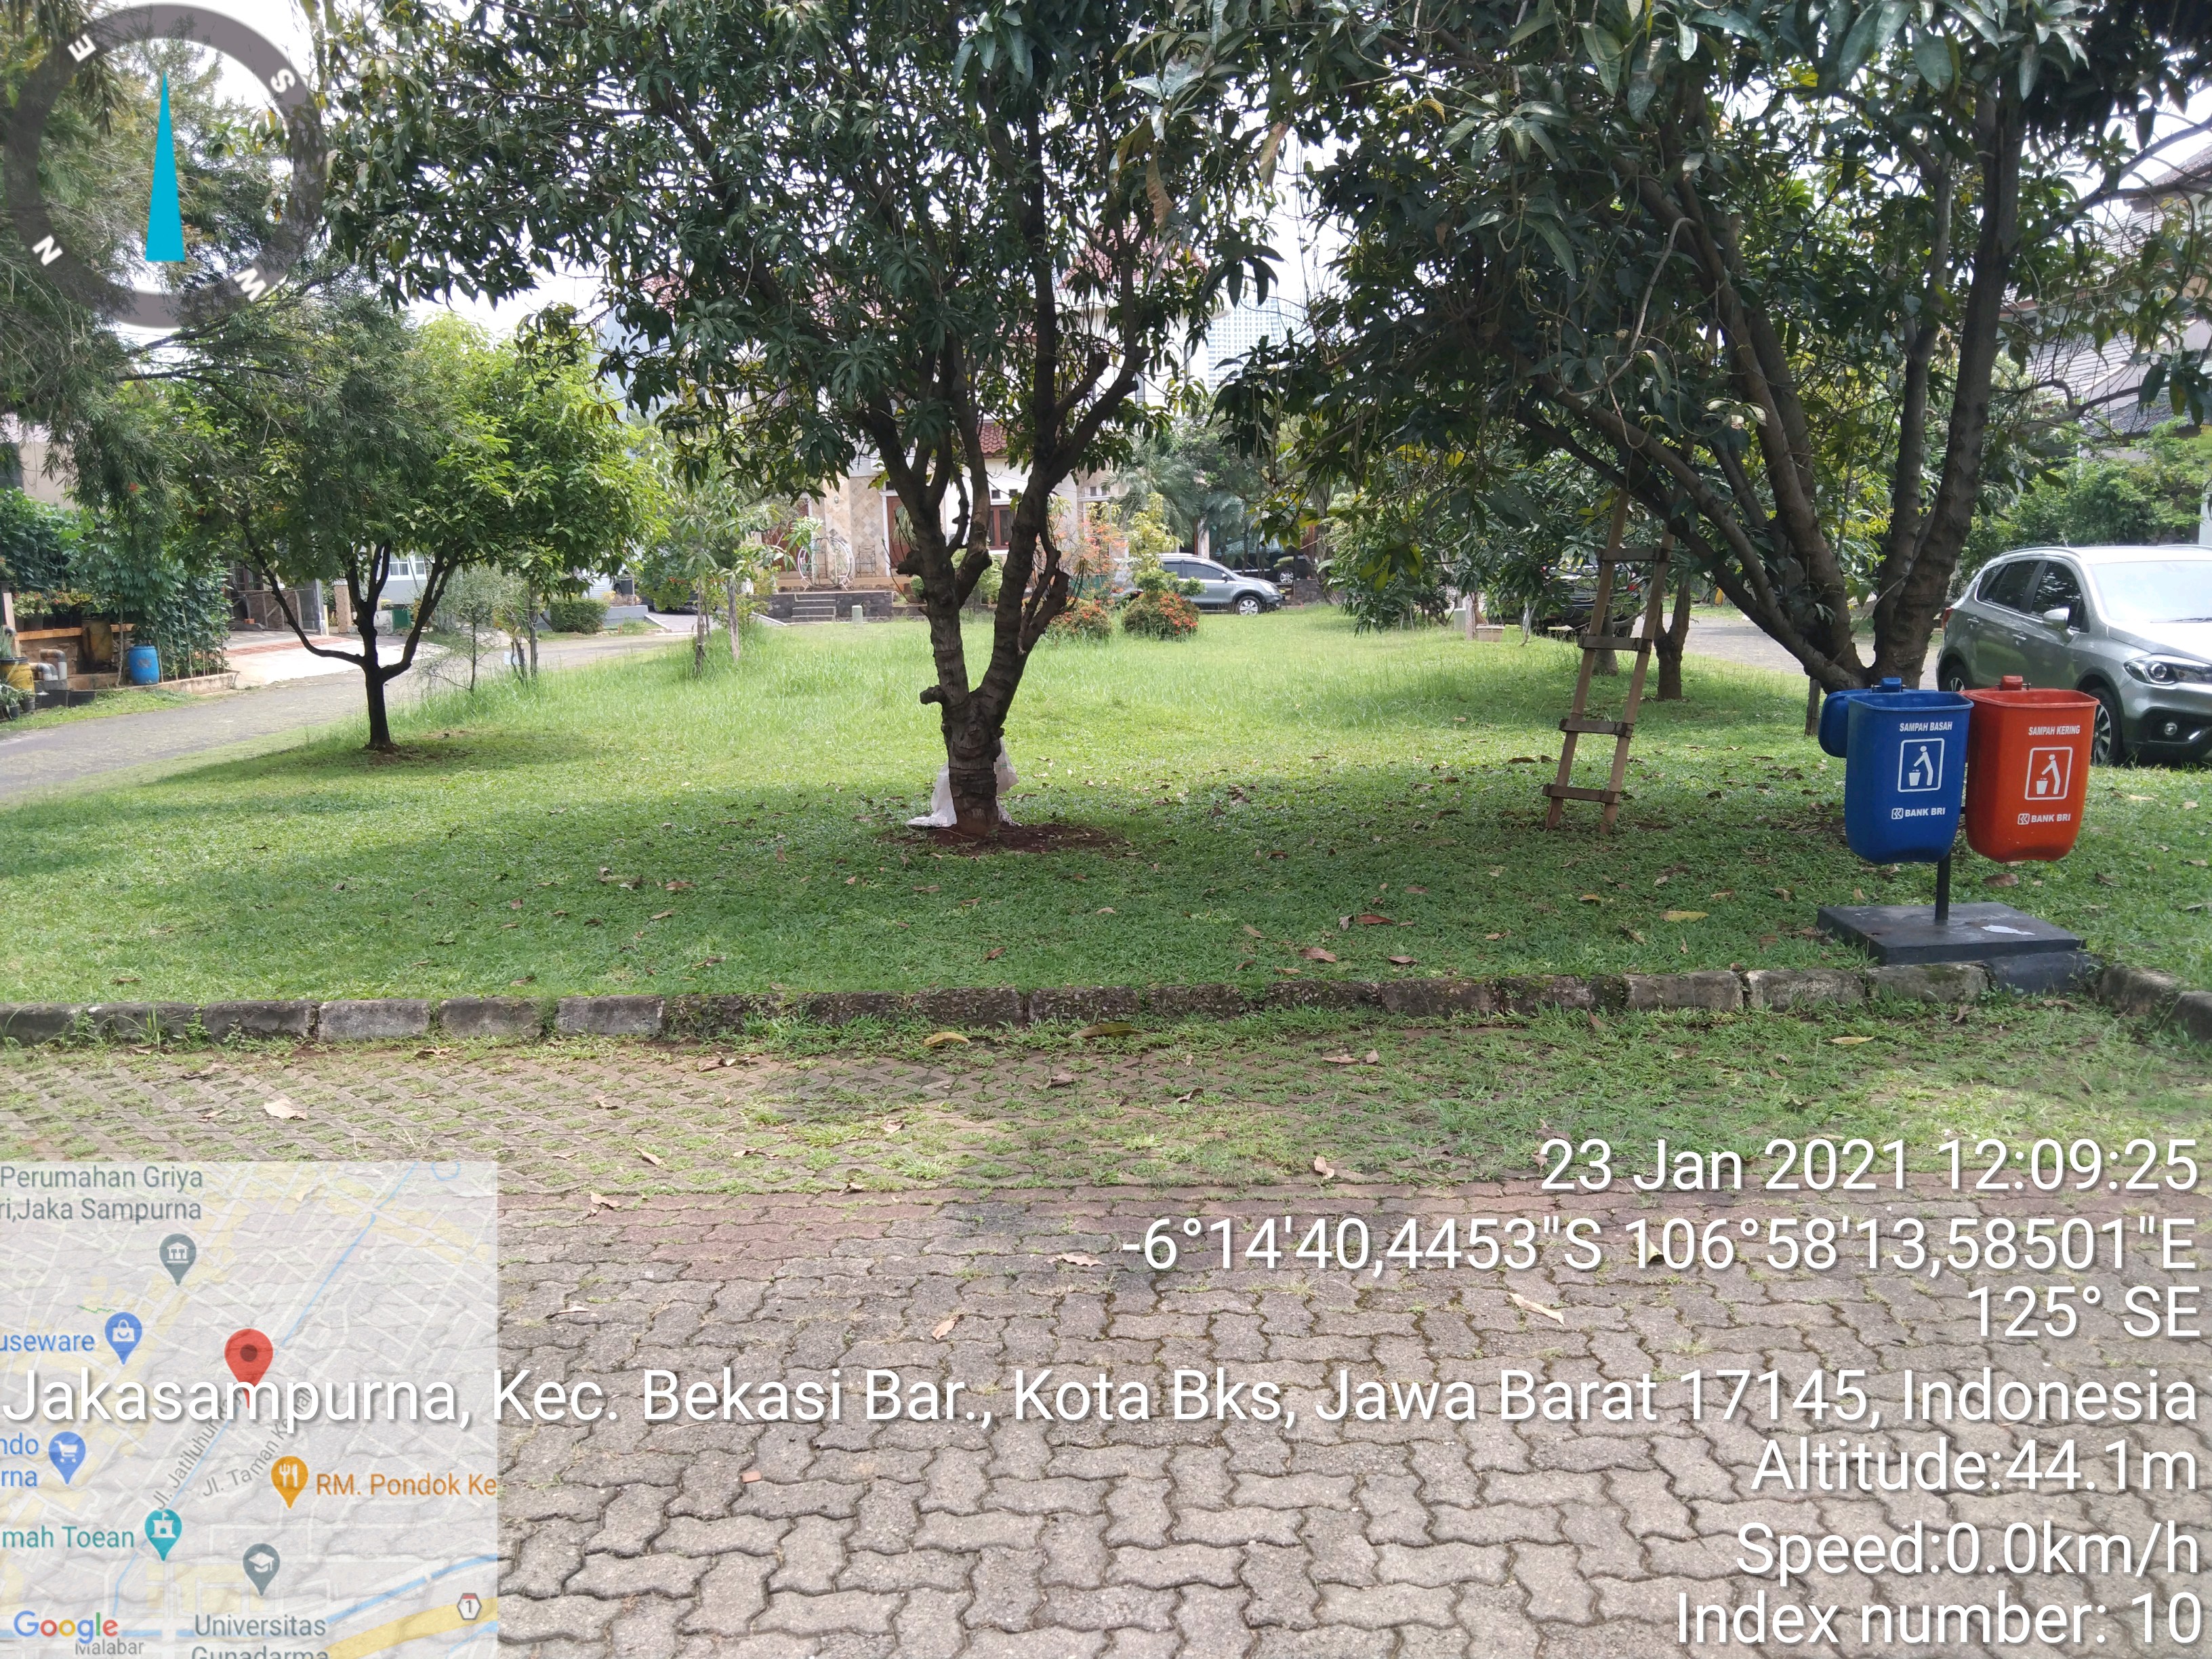 E
S
N
W
SAMPAH BASAH
BANK BRI
SAMPAH KERING
BANK BRI
23 Jan 2021 12:09:25
-6°14'40,4453"S 106°58'13,58501"E
125° SE
Jakasampurna, Kec. Bekasi Bar., Kota Bks, Jawa Barat 17145, Indonesia
Altitude:44.1m
Speed:0.0km/h
Index number: 10
Perumahan Griya
ri,Jaka Sampurna
useware
ndo
rna
Jl. Jatiluhur
Jl. Taman
RM. Pondok Ke
mah Toean
1
Universitas
Gunadarma
Google
Malabar